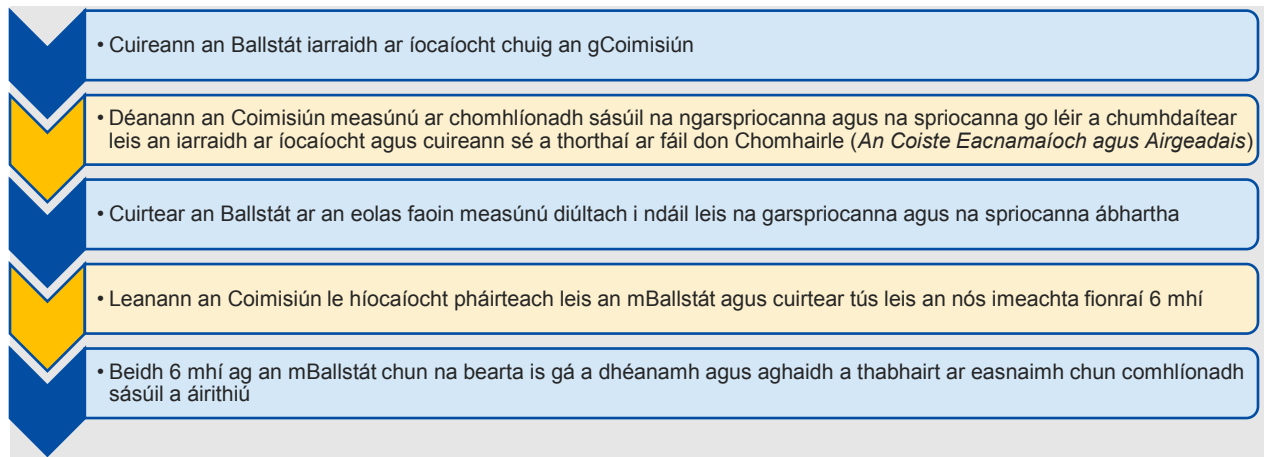 • Cuireann an Ballstát iarraidh ar íocaíocht chuig an gCoimisiún
• Déanann an Coimisiún measúnú ar chomhlíonadh sásúil na ngarspriocanna agus na spriocanna go léir a chumhdaítear
leis an iarraidh ar íocaíocht agus cuireann sé a thorthaí ar fáil don Chomhairle (An Coiste Eacnamaíoch agus Airgeadais)
• Cuirtear an Ballstát ar an eolas faoin measúnú diúltach i ndáil leis na garspriocanna agus na spriocanna ábhartha
• Leanann an Coimisiún le híocaíocht pháirteach leis an mBallstát agus cuirtear tús leis an nós imeachta fionraí 6 mhí
• Beidh 6 mhí ag an mBallstát chun na bearta is gá a dhéanamh agus aghaidh a thabhairt ar easnaimh chun comhlíonadh
sásúil a áirithiú